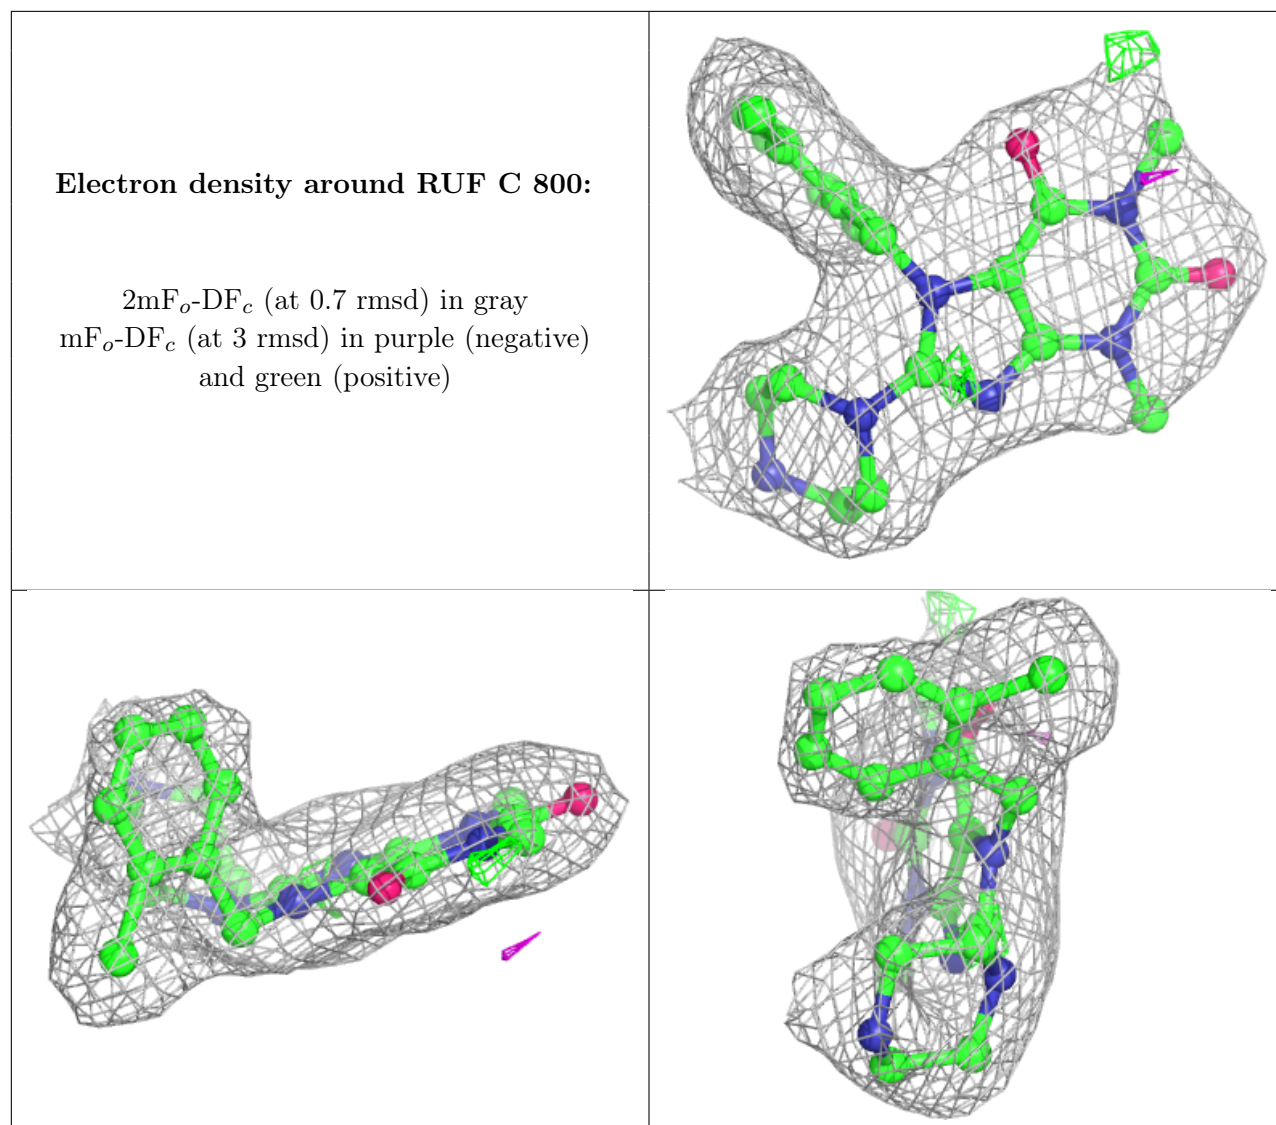 Electron density around RUF C 800:
2mFo-DFc (at 0.7 rmsd) in gray
mFo-DFc (at 3 rmsd) in purple (negative)
and green (positive)